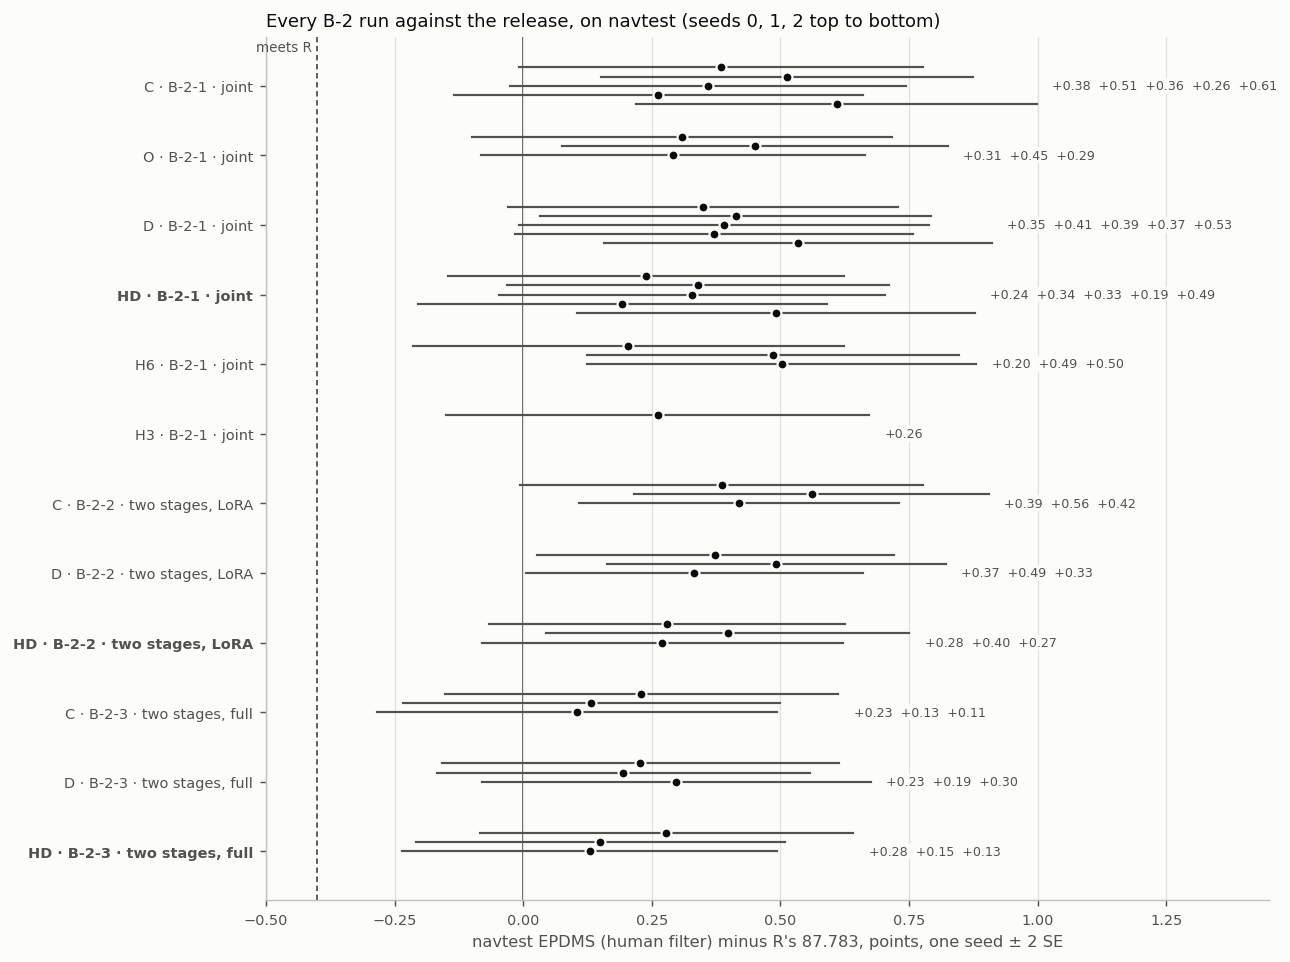 Every B-2 run against the release, on navtest (seeds 0, 1, 2 top to bottom)
meets R
C · B-2-1 · joint
+0.38 +0.51 +0.36 +0.26 +0.61
O · B-2-1 · joint
+0.31 +0.45 +0.29
D · B-2-1 · joint
+0.35 +0.41 +0.39 +0.37 +0.53
HD · B-2-1 · joint
+0.24 +0.34 +0.33 +0.19 +0.49
H6 · B-2-1 · joint
+0.20 +0.49 +0.50
H3 · B-2-1 · joint
+0.26
C · B-2-2 · two stages, LoRA
+0.39 +0.56 +0.42
D · B-2-2 · two stages, LoRA
+0.37 +0.49 +0.33
HD · B-2-2 · two stages, LoRA
+0.28 +0.40 +0.27
C · B-2-3 · two stages, full
+0.23 +0.13 +0.11
D · B-2-3 · two stages, full
+0.23 +0.19 +0.30
HD · B-2-3 · two stages, full
+0.28 +0.15 +0.13
−0.50 −0.25 0.00 0.25 0.50 0.75 1.00 1.25
navtest EPDMS (human filter) minus R's 87.783, points, one seed ± 2 SE